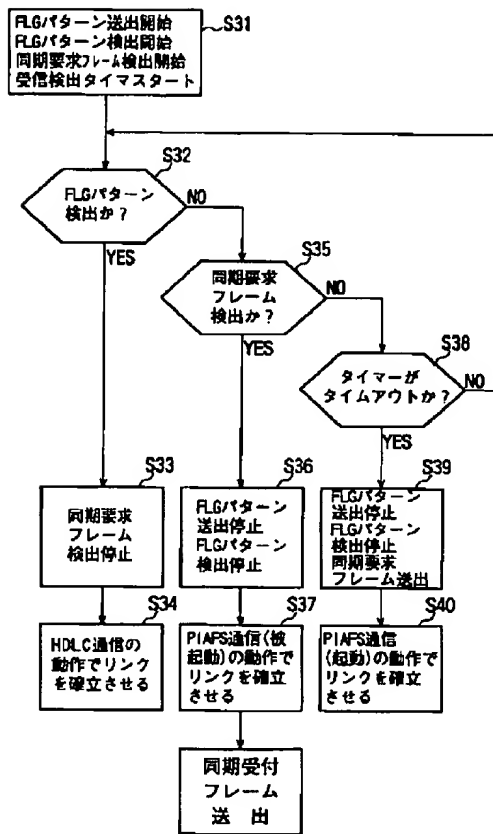 S31
FLGパターン送出開始
FLGパターン検出開始
同期要求フレーム検出開始
受信検出タイマスタート
S32
FLGパターン
検出か？
NO
YES
S35
同期要求
フレーム
検出か？
NO
YES
S38
タイマーが
タイムアウトか？
NO
YES
S33
同期要求
フレーム
検出停止
S36
FLGパターン
送出停止
FLGパターン
検出停止
S39
FLGパターン
送出停止
FLGパターン
検出停止
同期要求
フレーム送出
S34
HDLC通信の
動作でリンク
を確立させる
S37
PIAFS通信(被
起動)の動作で
リンクを確立
させる
S40
PIAFS通信
(起動)の動作で
リンクを確立
させる
同期受付
フレーム
送出